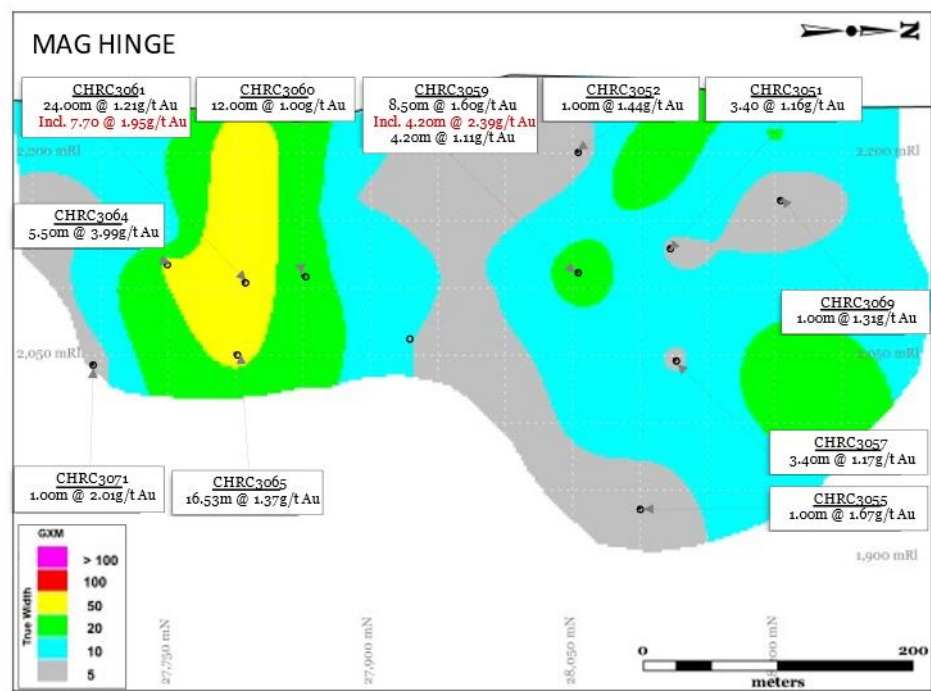 MAG HINGE
N
CHRC3061
24.00m @ 1.21g/t Au
Incl. 7.70 @ 1.95g/t Au
CHRC3060
12.00m @ 1.00g/t Au
CHRC3059
8.50m @ 1.60g/t Au
Incl. 4.20m @ 2.39g/t Au
4.20m @ 1.11g/t Au
CHRC3052
1.00m @ 1.44g/t Au
CHRC3051
3.40 @ 1.16g/t Au
2,200 mRl
2,200 mRl
CHRC3064
5.50m @ 3.99g/t Au
CHRC3069
1.00m @ 1.31g/t Au
2,050 mRl
2,050 mRl
CHRC3057
3.40m @ 1.17g/t Au
CHRC3071
1.00m @ 2.01g/t Au
CHRC3065
16.53m @ 1.37g/t Au
CHRC3055
1.00m @ 1.67g/t Au
1,900 mRl
GXM
True Width
> 100
100
50
20
10
5
27,750 mN
27,900 mN
28,050 mN
28,200 mN
0
200
meters